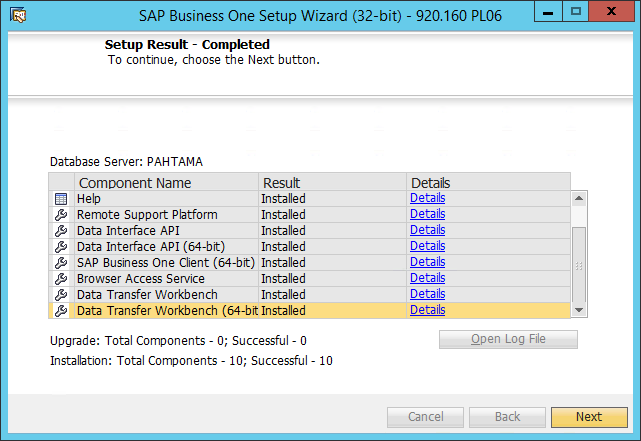 SAP Business One Setup Wizard (32-bit) - 920.160 PL06
Setup Result - Completed
To continue, choose the Next button.
Database Server: PAHTAMA
Component Name Result Details
Help Installed Details
Remote Support Platform Installed Details
Data Interface API Installed Details
Data Interface API (64-bit) Installed Details
SAP Business One Client (64-bit) Installed Details
Browser Access Service Installed Details
Data Transfer Workbench Installed Details
Data Transfer Workbench (64-bit Installed Details
Upgrade: Total Components - 0; Successful - 0
Open Log File
Installation: Total Components - 10; Successful - 10
Cancel Back Next